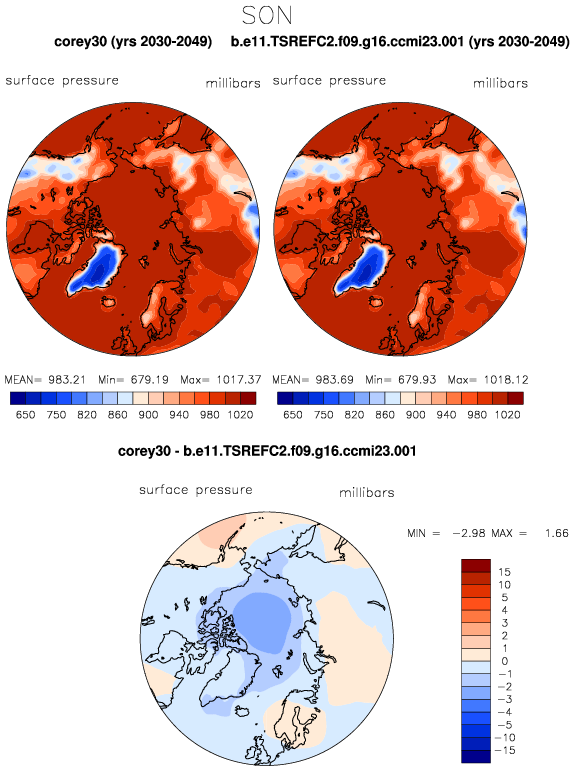 SON
corey30 (yrs 2030-2049) b.e11.TSREFC2.f09.g16.ccmi23.001 (yrs 2030-2049)
surface pressure millibars surface pressure millibars
MEAN= 983.21 Min= 679.19 Max= 1017.37 MEAN= 983.69 Min= 679.93 Max= 1018.12
650 750 820 860 900 940 980 1020 650 750 820 860 900 940 980 1020
corey30 - b.e11.TSREFC2.f09.g16.ccmi23.001
surface pressure millibars
MIN = -2.98 MAX = 1.66
15
10
5
4
3
2
1
0
-1
-2
-3
-4
-5
-10
-15